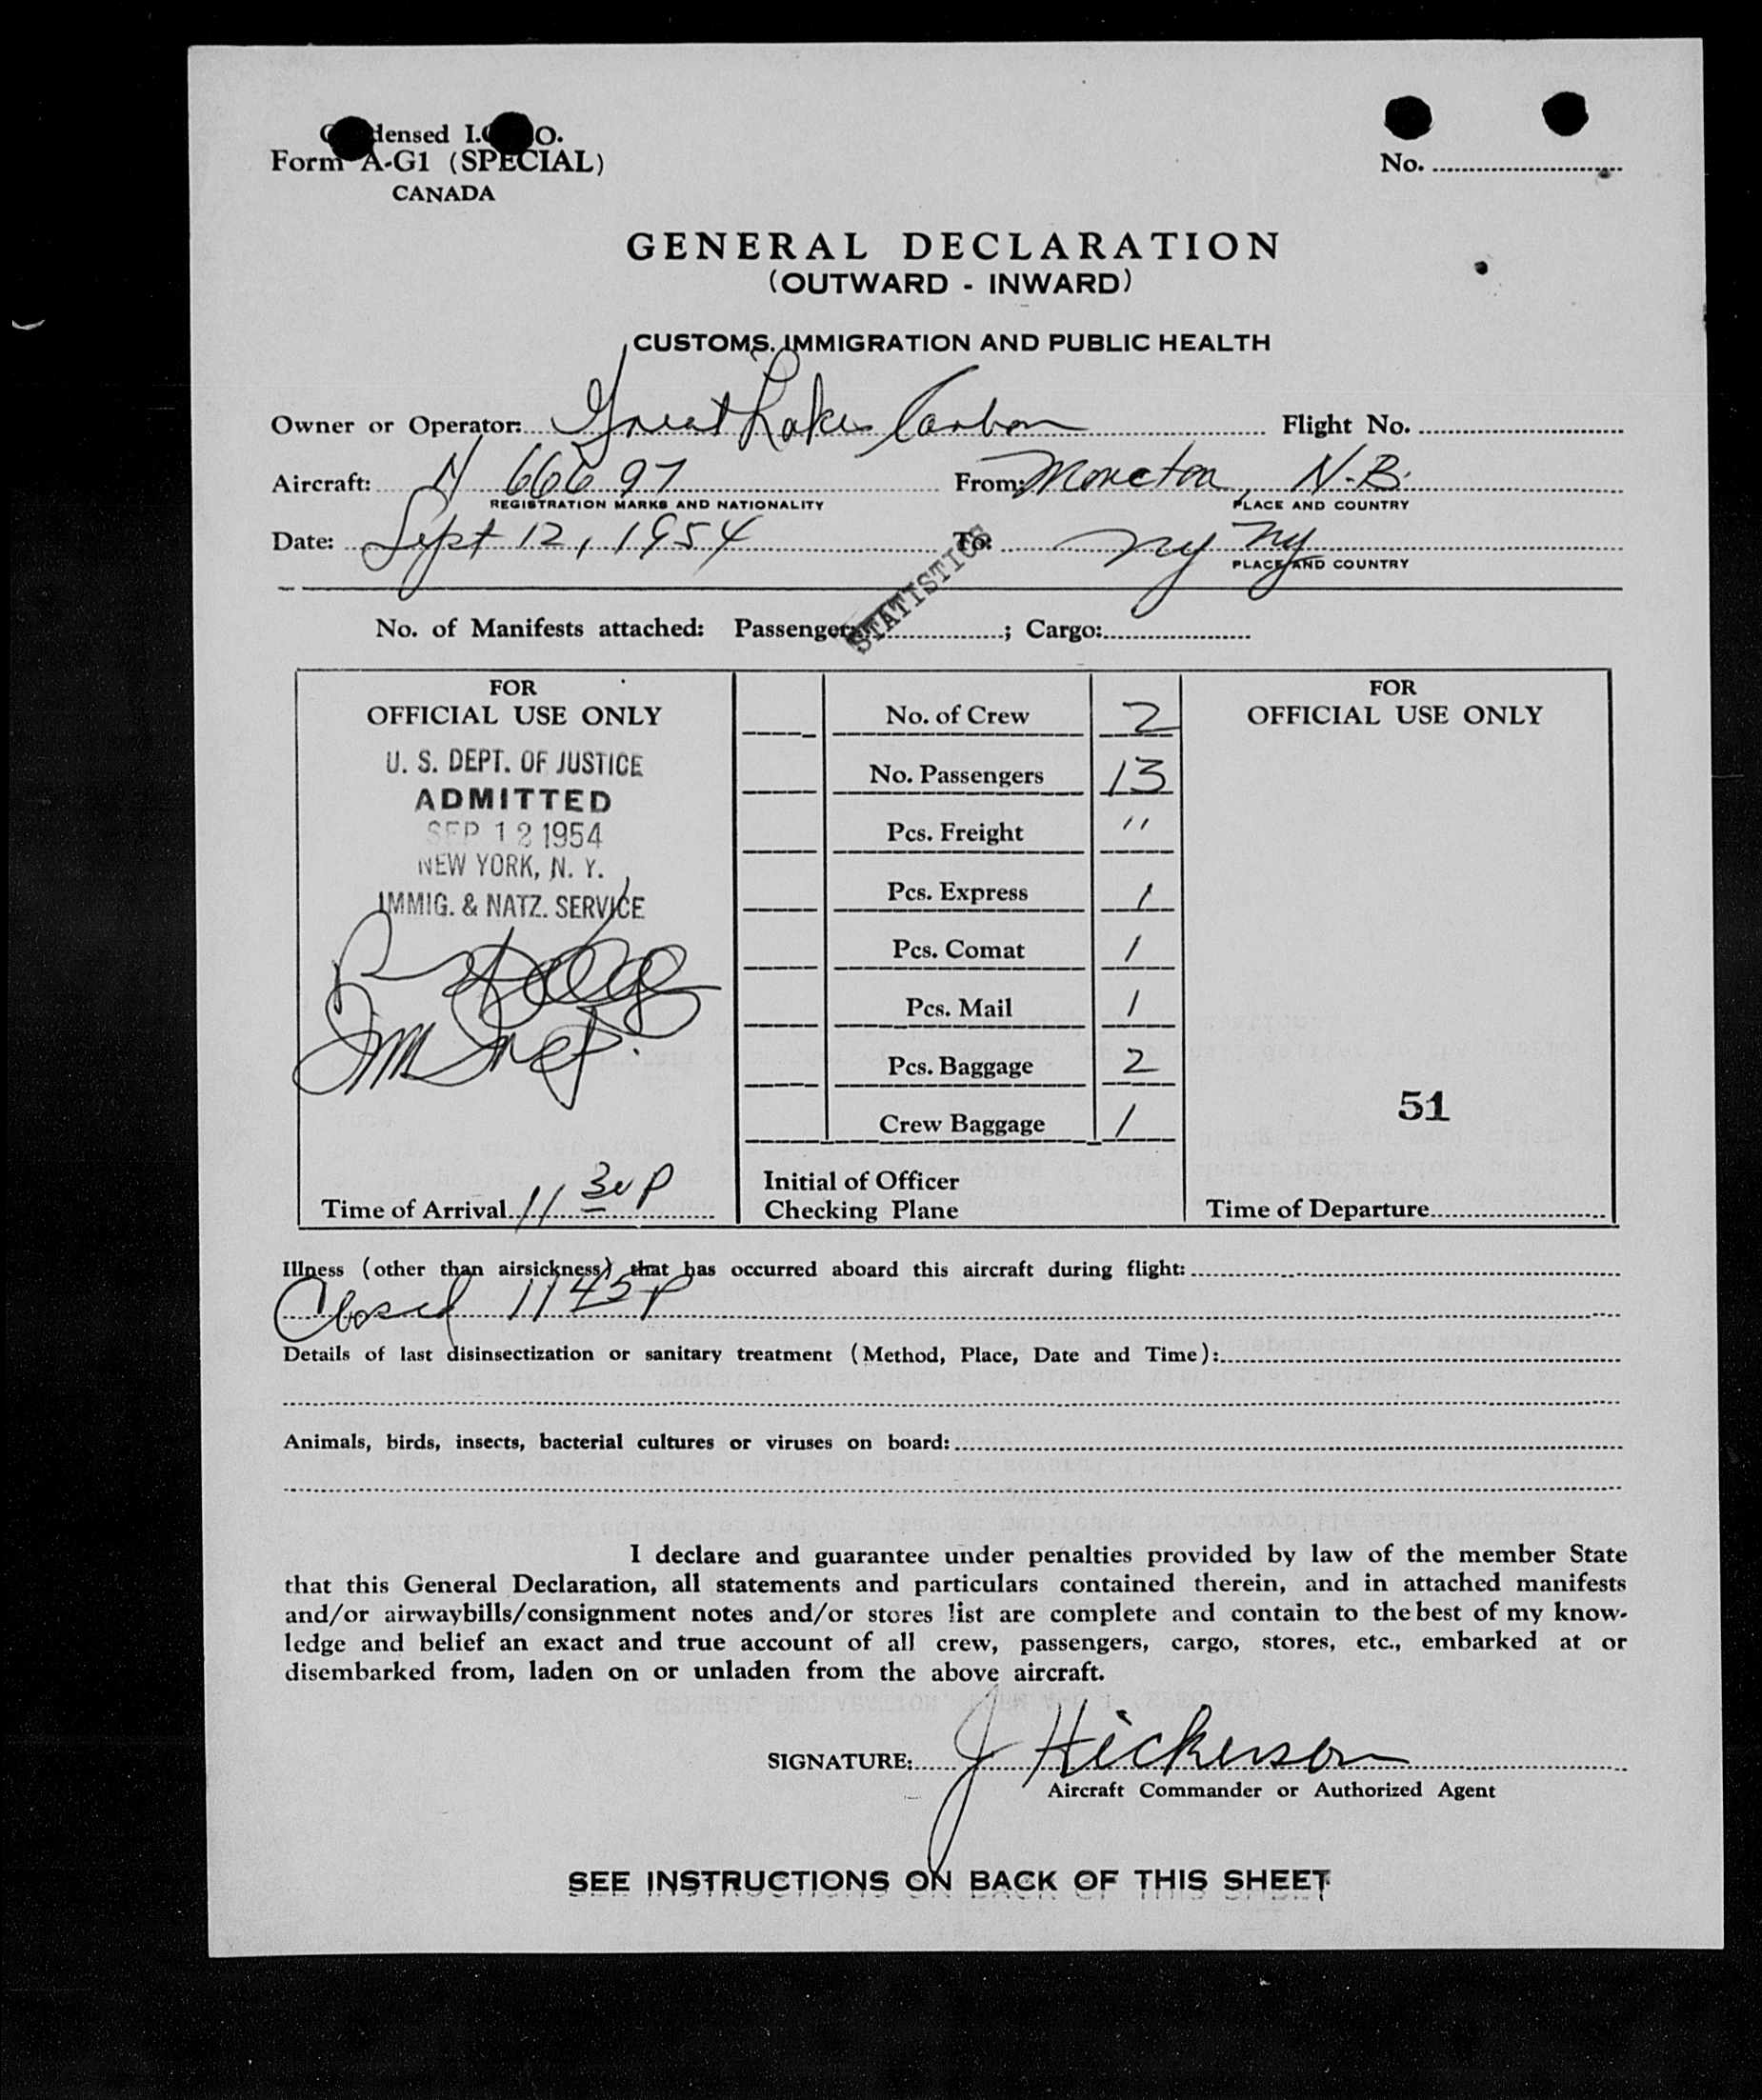 Condensed I.C.A.O.
Form A-G1 (SPECIAL)
CANADA
No.
GENERAL DECLARATION
(OUTWARD - INWARD)
CUSTOMS, IMMIGRATION AND PUBLIC HEALTH
Owner or Operator: Great Lakes Carbon Flight No.
Aircraft: N 66697 From: Moncton, N.B.
REGISTRATION MARKS AND NATIONALITY PLACE AND COUNTRY
Date: Sept 12, 1954 To: NY NY
PLACE AND COUNTRY
STATISTICS
No. of Manifests attached: Passenger: ; Cargo:
FOR
OFFICIAL USE ONLY
U. S. DEPT. OF JUSTICE
ADMITTED
SEP 12 1954
NEW YORK, N. Y.
IMMIG. & NATZ. SERVICE
Imm Insp.
Time of Arrival 11 30 P
No. of Crew 2
No. Passengers 13
Pcs. Freight "
Pcs. Express /
Pcs. Comat /
Pcs. Mail /
Pcs. Baggage 2
Crew Baggage /
Initial of Officer
Checking Plane
FOR
OFFICIAL USE ONLY
51
Time of Departure
Illness (other than airsickness) that has occurred aboard this aircraft during flight:
Closed 1145P
Details of last disinsectization or sanitary treatment (Method, Place, Date and Time):
Animals, birds, insects, bacterial cultures or viruses on board:
I declare and guarantee under penalties provided by law of the member State
that this General Declaration, all statements and particulars contained therein, and in attached manifests
and/or airwaybills/consignment notes and/or stores list are complete and contain to the best of my know-
ledge and belief an exact and true account of all crew, passengers, cargo, stores, etc., embarked at or
disembarked from, laden on or unladen from the above aircraft.
SIGNATURE: J Hickerson
Aircraft Commander or Authorized Agent
SEE INSTRUCTIONS ON BACK OF THIS SHEET